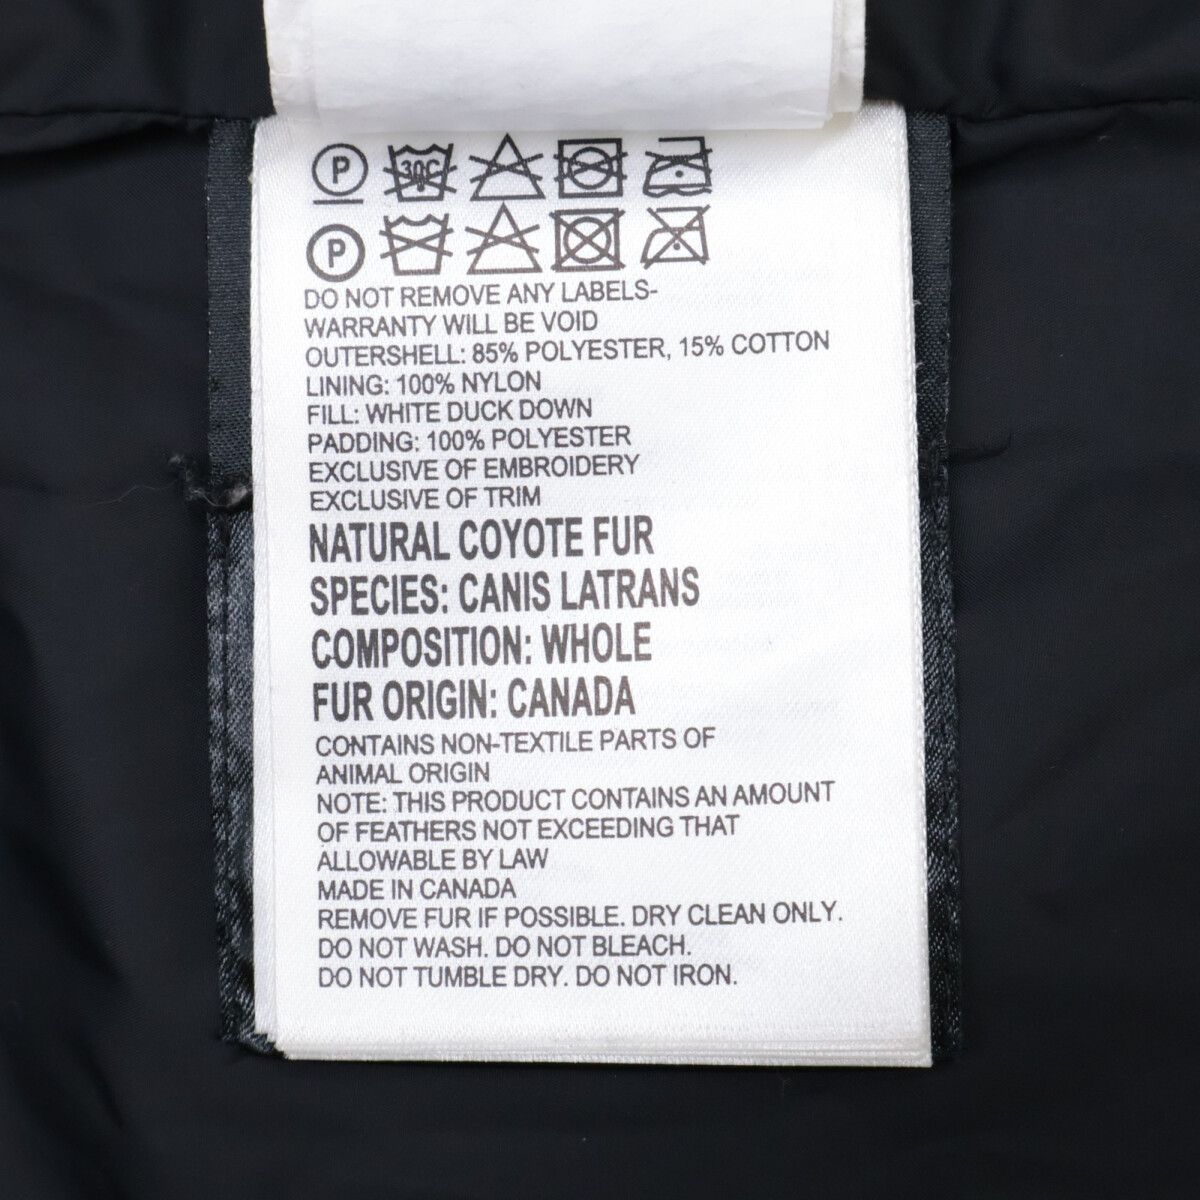 P 30C
P
DO NOT REMOVE ANY LABELS-
WARRANTY WILL BE VOID
OUTERSHELL: 85% POLYESTER, 15% COTTON
LINING: 100% NYLON
FILL: WHITE DUCK DOWN
PADDING: 100% POLYESTER
EXCLUSIVE OF EMBROIDERY
EXCLUSIVE OF TRIM
NATURAL COYOTE FUR
SPECIES: CANIS LATRANS
COMPOSITION: WHOLE
FUR ORIGIN: CANADA
CONTAINS NON-TEXTILE PARTS OF
ANIMAL ORIGIN
NOTE: THIS PRODUCT CONTAINS AN AMOUNT
OF FEATHERS NOT EXCEEDING THAT
ALLOWABLE BY LAW
MADE IN CANADA
REMOVE FUR IF POSSIBLE. DRY CLEAN ONLY.
DO NOT WASH. DO NOT BLEACH.
DO NOT TUMBLE DRY. DO NOT IRON.